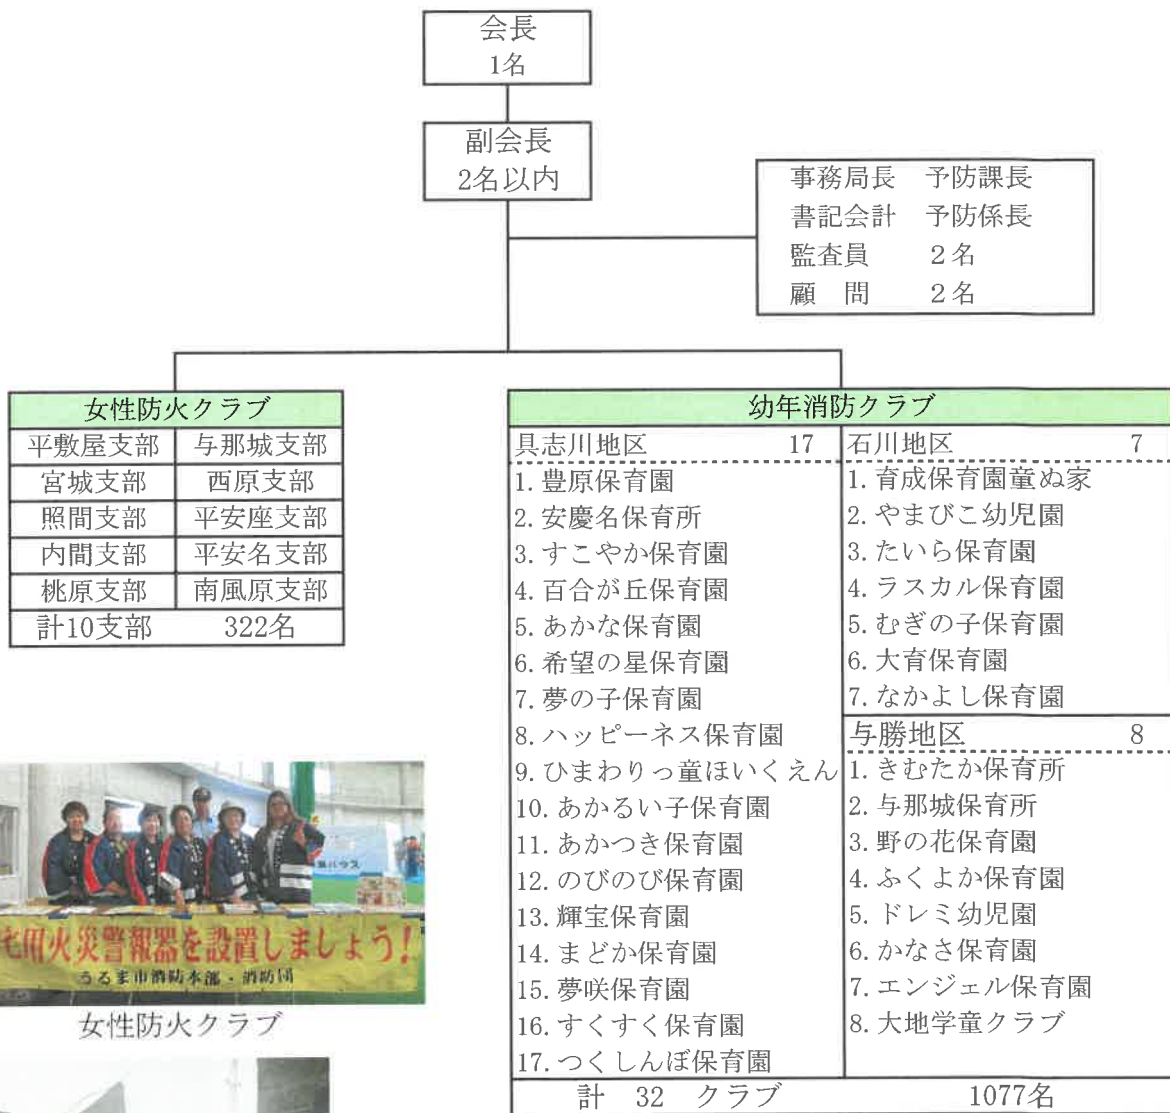 会長
1名
副会長
2名以内
事務局長 予防課長
書記会計 予防係長
監査員 2名
顧 問 2名
女性防火クラブ
平敷屋支部 与那城支部
宮城支部 西原支部
照間支部 平安座支部
内間支部 平安名支部
桃原支部 南風原支部
計10支部 322名
幼年消防クラブ
具志川地区 17
1. 豊原保育園
2. 安慶名保育所
3. すこやか保育園
4. 百合が丘保育園
5. あかな保育園
6. 希望の星保育園
7. 夢の子保育園
8. ハッピーネス保育園
9. ひまわりっ童ほいくえん
10. あかるい子保育園
11. あかつき保育園
12. のびのび保育園
13. 輝宝保育園
14. まどか保育園
15. 夢咲保育園
16. すくすく保育園
17. つくしんぼ保育園
石川地区 7
1. 育成保育園童ぬ家
2. やまびこ幼児園
3. たいら保育園
4. ラスカル保育園
5. むぎの子保育園
6. 大育保育園
7. なかよし保育園
与勝地区 8
1. きむたか保育所
2. 与那城保育所
3. 野の花保育園
4. ふくよか保育園
5. ドレミ幼児園
6. かなさ保育園
7. エンジェル保育園
8. 大地学童クラブ
計 32 クラブ 1077名
ハウス
宅用火災警報器を設置しましょう!
うるま市消防本部・消防団
女性防火クラブ